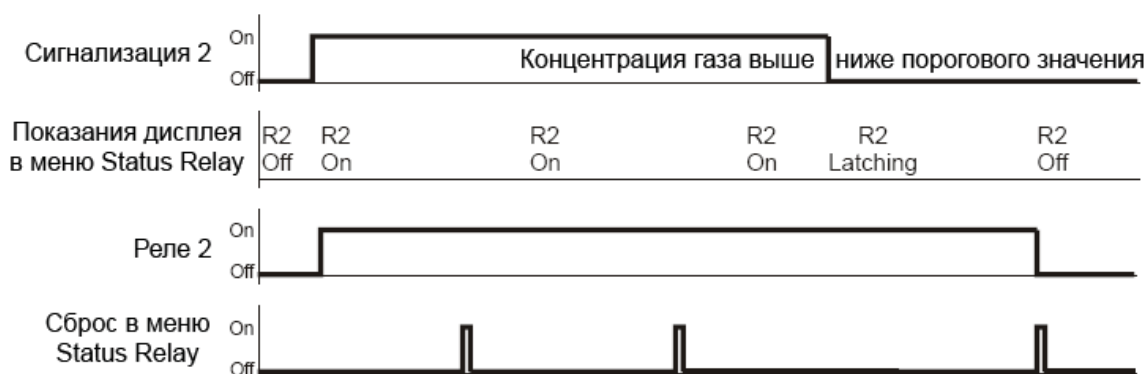 Сигнализация 2
On
Off
Концентрация газа выше
ниже порогового значения
Показания дисплея
в меню Status Relay
R2 R2 R2 R2 R2 R2
Off On On On Latching Off
Реле 2
On
Off
Сброс в меню
Status Relay
On
Off